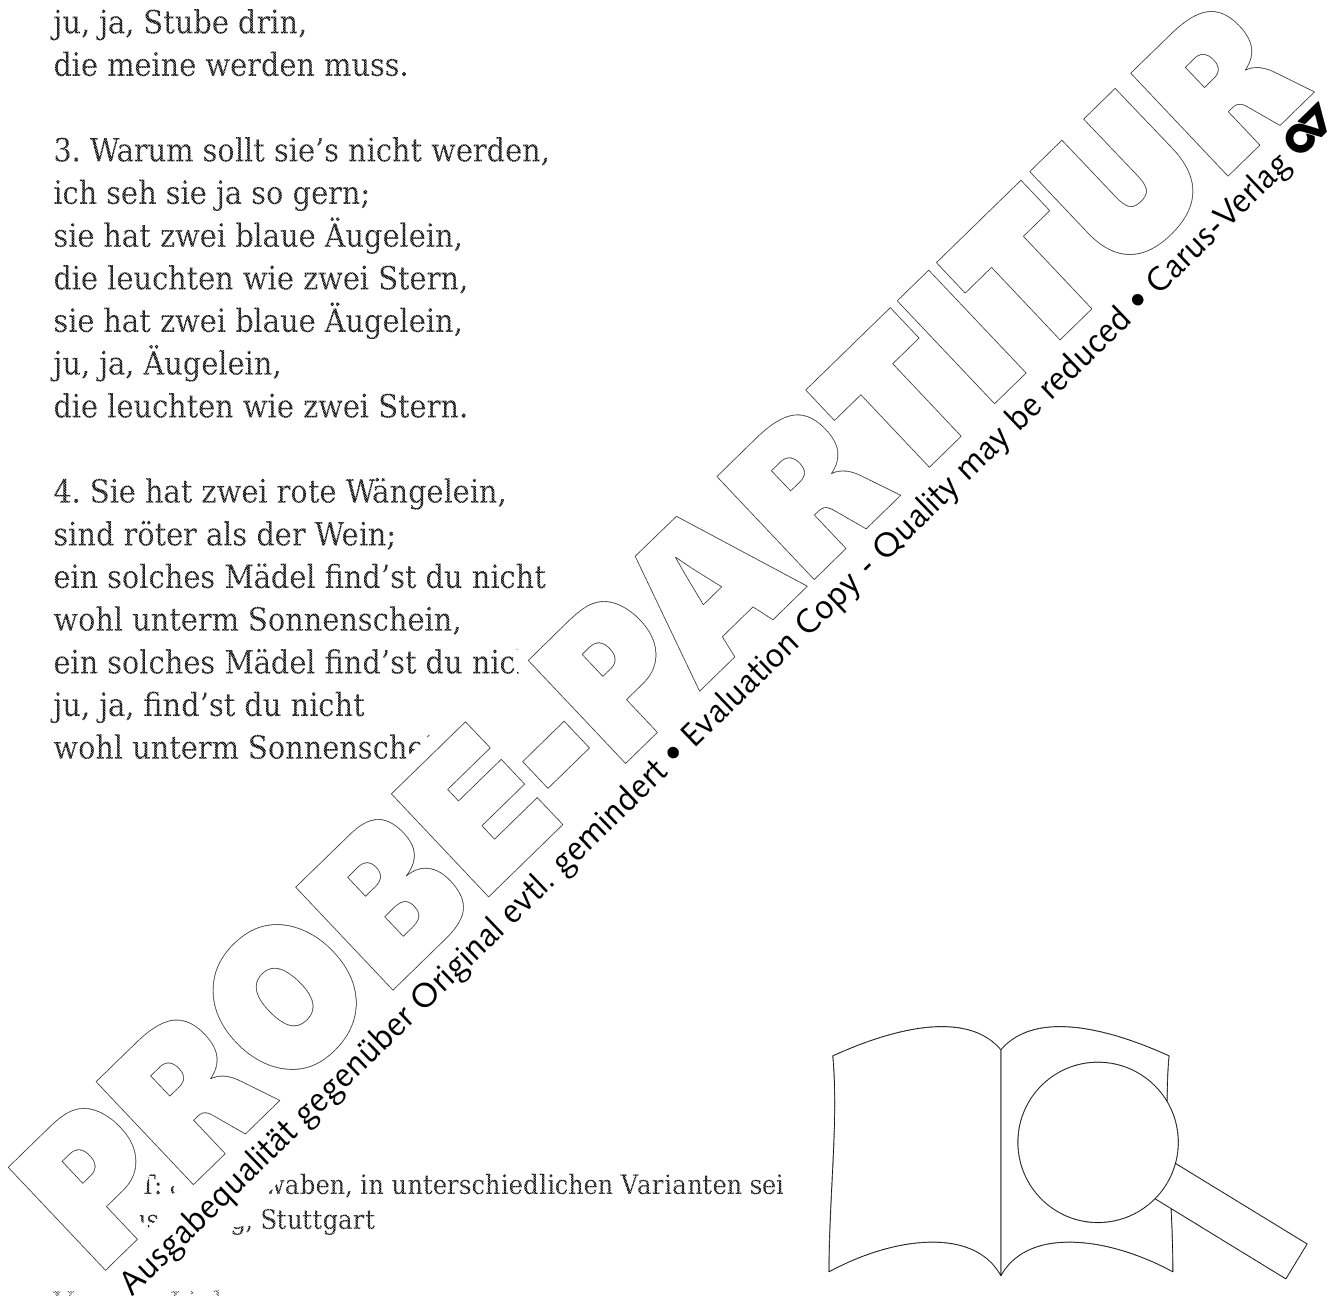 ju, ja, Stube drin,
die meine werden muss.
3. Warum sollt sie’s nicht werden,
ich seh sie ja so gern;
sie hat zwei blaue Äugelein,
die leuchten wie zwei Stern,
sie hat zwei blaue Äugelein,
ju, ja, Äugelein,
die leuchten wie zwei Stern.
4. Sie hat zwei rote Wängelein,
sind röter als der Wein;
ein solches Mädel find’st du nicht
wohl unterm Sonnenschein,
ein solches Mädel find’st du
ju, ja, find’st du nicht
wohl unterm
PROBE-PARTITUR
Ausgabequalität gegenüber Original evtl. gemindert • Evaluation Copy - Quality may be reduced • Carus-Verlag
in unterschiedlichen Varianten sei
Stuttgart